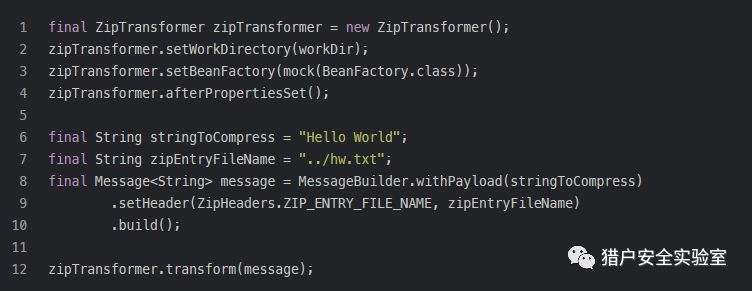 1 final ZipTransformer zipTransformer = new ZipTransformer();
2 zipTransformer.setWorkDirectory(workDir);
3 zipTransformer.setBeanFactory(mock(BeanFactory.class));
4 zipTransformer.afterPropertiesSet();
5
6 final String stringToCompress = "Hello World";
7 final String zipEntryFileName = "../hw.txt";
8 final Message<String> message = MessageBuilder.withPayload(stringToCompress)
9         .setHeader(ZipHeaders.ZIP_ENTRY_FILE_NAME, zipEntryFileName)
10         .build();
11
12 zipTransformer.transform(message);
猎户安全实验室